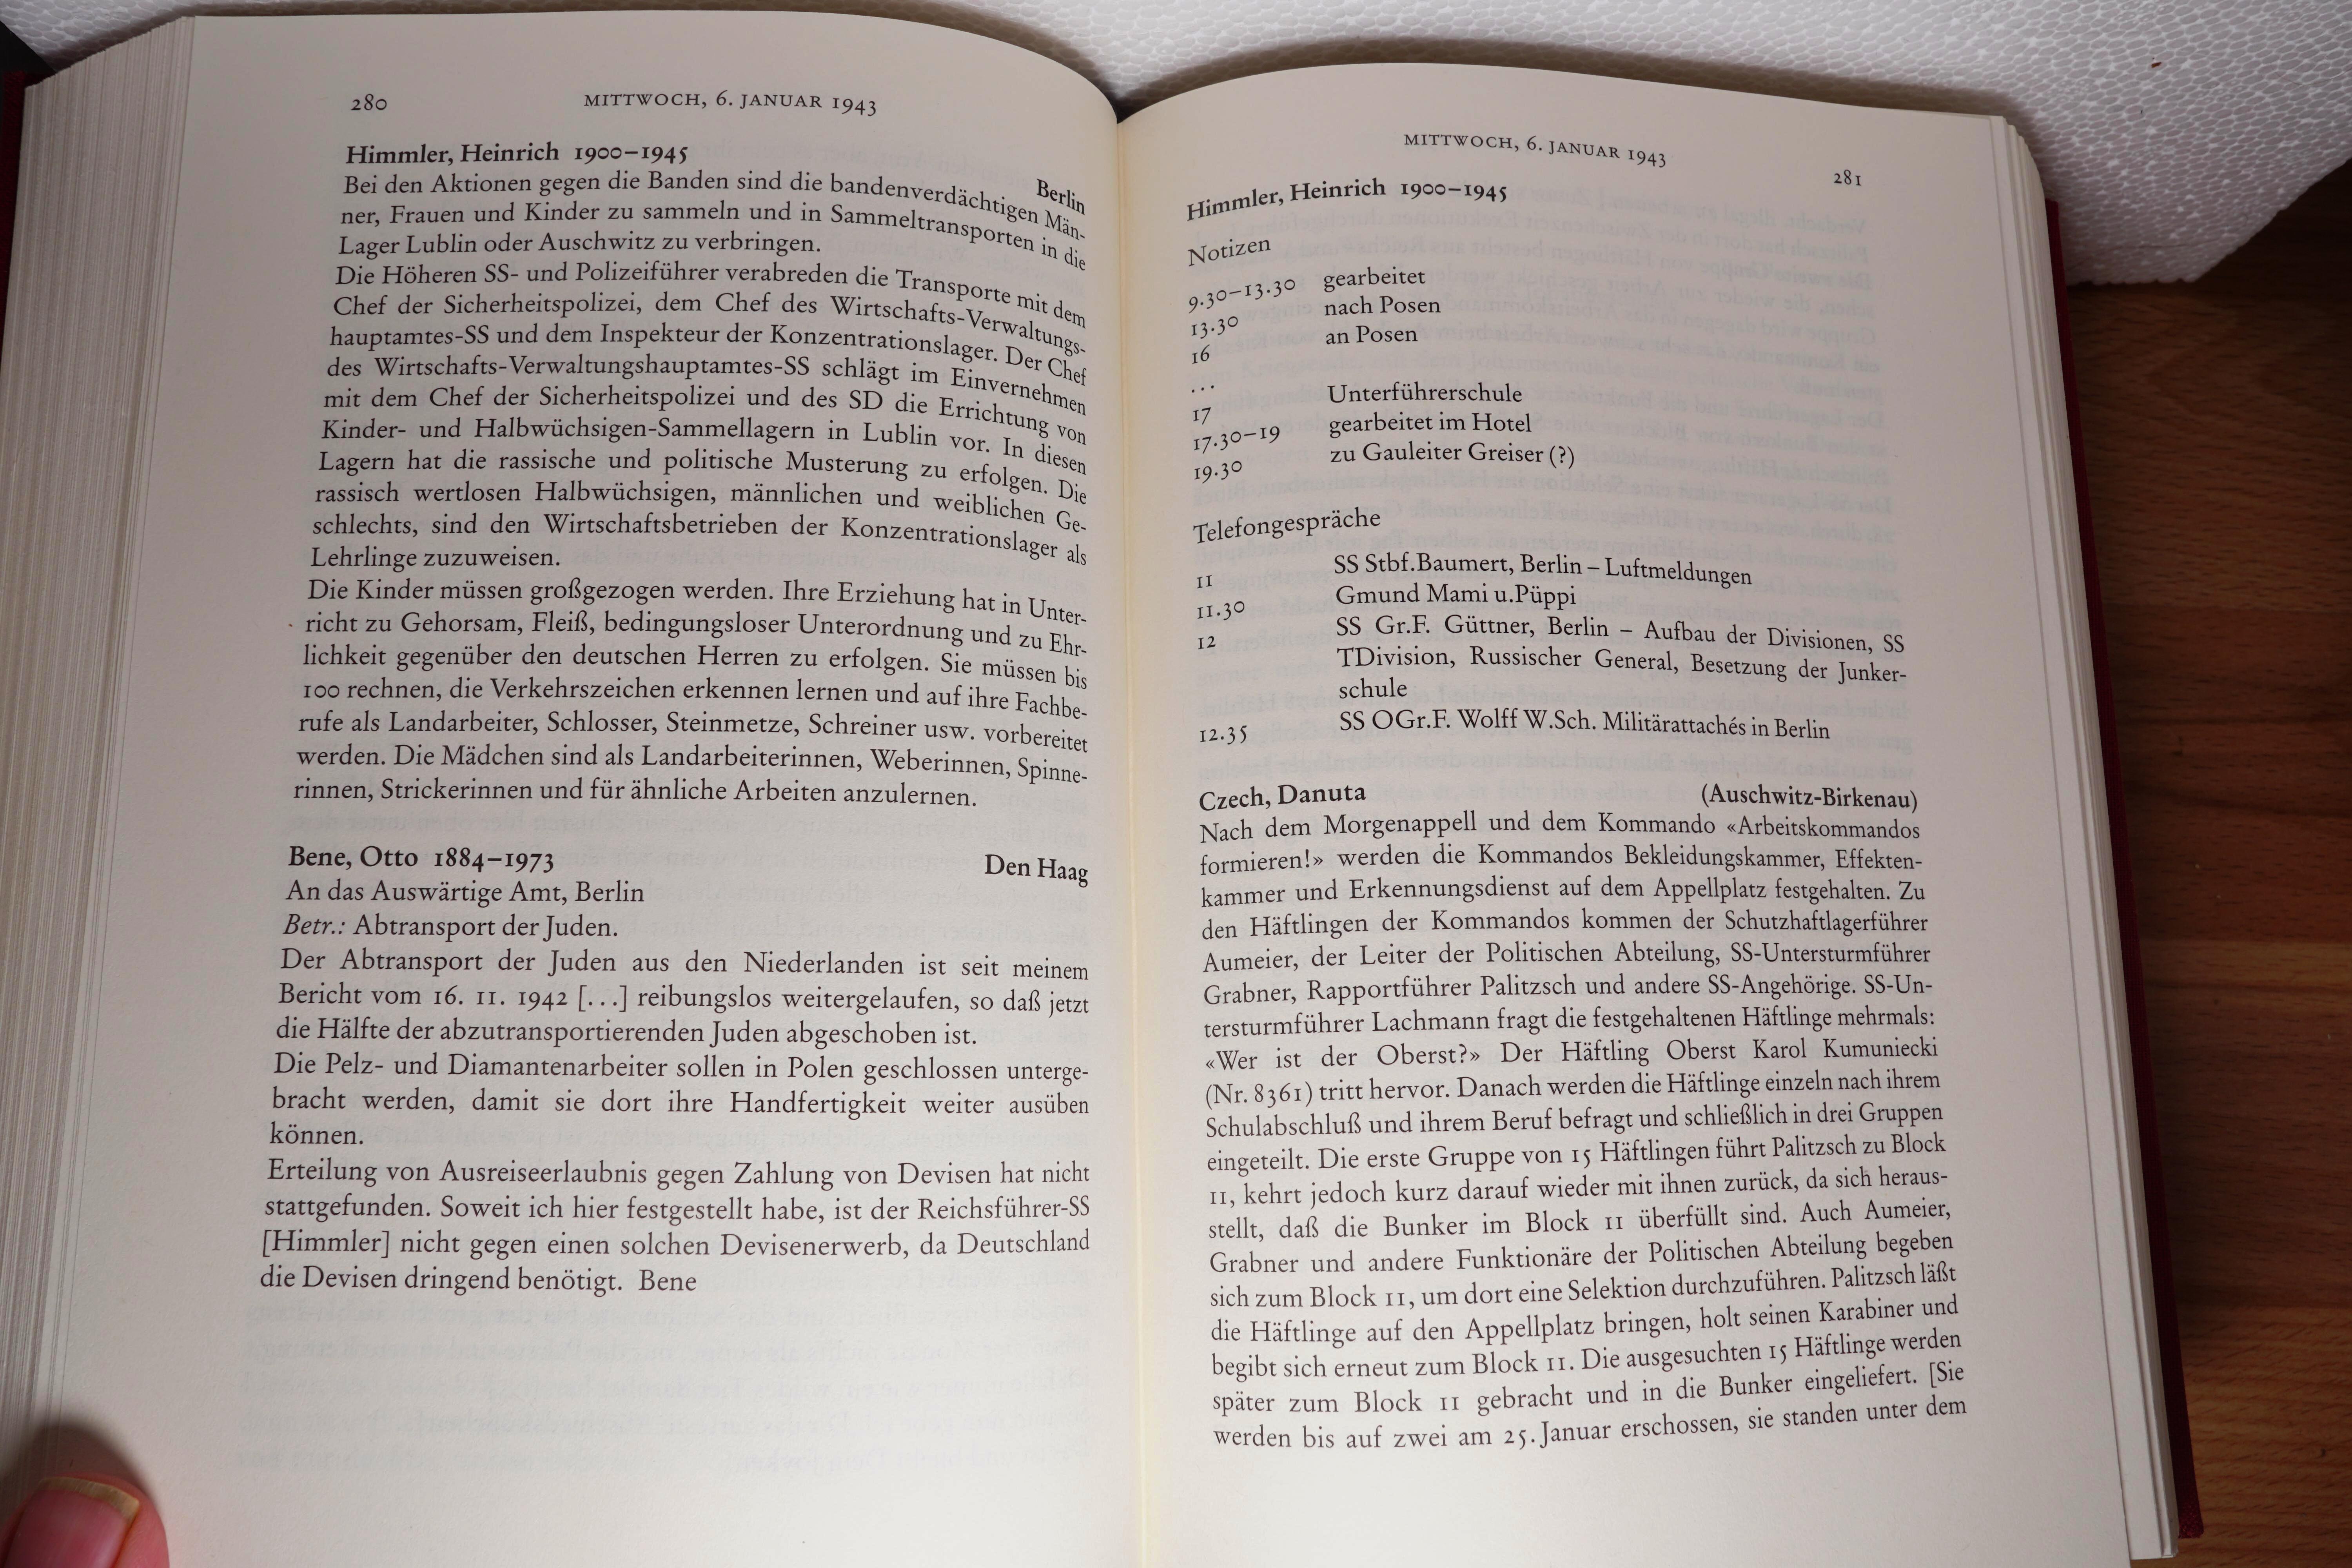 280
MITTWOCH, 6. JANUAR 1943
Himmler, Heinrich 1900–1945
Berlin
Bei den Aktionen gegen die Banden sind die bandenverdächtigen Män-
ner, Frauen und Kinder zu sammeln und in Sammeltransporten in die
Lager Lublin oder Auschwitz zu verbringen.
Die Höheren SS- und Polizeiführer verabreden die Transporte mit dem
Chef der Sicherheitspolizei, dem Chef des Wirtschafts-Verwaltungs-
hauptamtes-SS und dem Inspekteur der Konzentrationslager. Der Chef
des Wirtschafts-Verwaltungshauptamtes-SS schlägt im Einvernehmen
mit dem Chef der Sicherheitspolizei und des SD die Errichtung von
Kinder- und Halbwüchsigen-Sammellagern in Lublin vor. In diesen
Lagern hat die rassische und politische Musterung zu erfolgen. Die
rassisch wertlosen Halbwüchsigen, männlichen und weiblichen Ge-
schlechts, sind den Wirtschaftsbetrieben der Konzentrationslager als
Lehrlinge zuzuweisen.
Die Kinder müssen großgezogen werden. Ihre Erziehung hat in Unter-
richt zu Gehorsam, Fleiß, bedingungsloser Unterordnung und zu Ehr-
lichkeit gegenüber den deutschen Herren zu erfolgen. Sie müssen bis
100 rechnen, die Verkehrszeichen erkennen lernen und auf ihre Fachbe-
rufe als Landarbeiter, Schlosser, Steinmetze, Schreiner usw. vorbereitet
werden. Die Mädchen sind als Landarbeiterinnen, Weberinnen, Spinne-
rinnen, Strickerinnen und für ähnliche Arbeiten anzulernen.
Bene, Otto 1884–1973
Den Haag
An das Auswärtige Amt, Berlin
Betr.: Abtransport der Juden.
Der Abtransport der Juden aus den Niederlanden ist seit meinem
Bericht vom 16. 11. 1942 [...] reibungslos weitergelaufen, so daß jetzt
die Hälfte der abzutransportierenden Juden abgeschoben ist.
Die Pelz- und Diamantenarbeiter sollen in Polen geschlossen unterge-
bracht werden, damit sie dort ihre Handfertigkeit weiter ausüben
können.
Erteilung von Ausreiseerlaubnis gegen Zahlung von Devisen hat nicht
stattgefunden. Soweit ich hier festgestellt habe, ist der Reichsführer-SS
[Himmler] nicht gegen einen solchen Devisenerwerb, da Deutschland
die Devisen dringend benötigt. Bene
MITTWOCH, 6. JANUAR 1943
281
Himmler, Heinrich 1900–1945
Notizen
9.30–13.30 gearbeitet
13.30 nach Posen
16 an Posen
...
17 Unterführerschule
17.30–19 gearbeitet im Hotel
19.30 zu Gauleiter Greiser (?)
Telefongespräche
11 SS Stbf.Baumert, Berlin – Luftmeldungen
11.30 Gmund Mami u.Püppi
12 SS Gr.F. Güttner, Berlin – Aufbau der Divisionen, SS
TDivision, Russischer General, Besetzung der Junker-
schule
12.35 SS OGr.F. Wolff W.Sch. Militärattachés in Berlin
Czech, Danuta
(Auschwitz-Birkenau)
Nach dem Morgenappell und dem Kommando «Arbeitskommandos
formieren!» werden die Kommandos Bekleidungskammer, Effekten-
kammer und Erkennungsdienst auf dem Appellplatz festgehalten. Zu
den Häftlingen der Kommandos kommen der Schutzhaftlagerführer
Aumeier, der Leiter der Politischen Abteilung, SS-Untersturmführer
Grabner, Rapportführer Palitzsch und andere SS-Angehörige. SS-Un-
tersturmführer Lachmann fragt die festgehaltenen Häftlinge mehrmals:
«Wer ist der Oberst?» Der Häftling Oberst Karol Kumuniecki
(Nr. 8361) tritt hervor. Danach werden die Häftlinge einzeln nach ihrem
Schulabschluß und ihrem Beruf befragt und schließlich in drei Gruppen
eingeteilt. Die erste Gruppe von 15 Häftlingen führt Palitzsch zu Block
11, kehrt jedoch kurz darauf wieder mit ihnen zurück, da sich heraus-
stellt, daß die Bunker im Block 11 überfüllt sind. Auch Aumeier,
Grabner und andere Funktionäre der Politischen Abteilung begeben
sich zum Block 11, um dort eine Selektion durchzuführen. Palitzsch läßt
die Häftlinge auf den Appellplatz bringen, holt seinen Karabiner und
begibt sich erneut zum Block 11. Die ausgesuchten 15 Häftlinge werden
später zum Block 11 gebracht und in die Bunker eingeliefert. [Sie
werden bis auf zwei am 25. Januar erschossen, sie standen unter dem